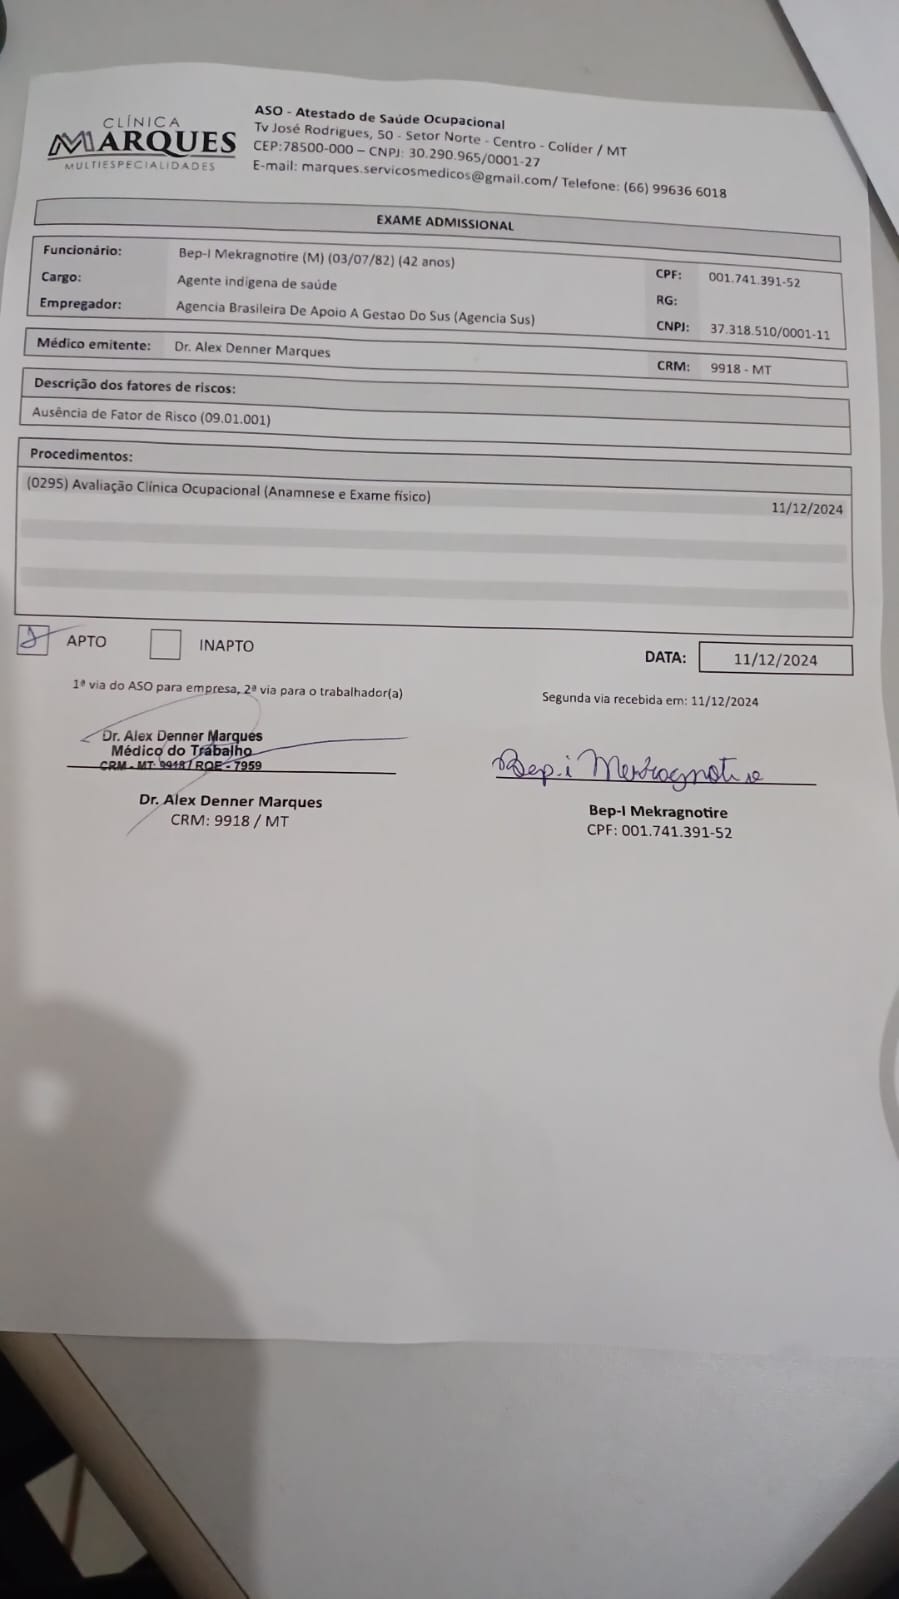 CLÍNICA
MARQUES
MULTIESPECIALIDADES
ASO - Atestado de Saúde Ocupacional
Tv José Rodrigues, 50 - Setor Norte - Centro - Colíder / MT
CEP:78500-000 – CNPJ: 30.290.965/0001-27
E-mail: marques.servicosmedicos@gmail.com/ Telefone: (66) 99636 6018
EXAME ADMISSIONAL
Funcionário: Bep-I Mekragnotire (M) (03/07/82) (42 anos) CPF: 001.741.391-52
Cargo: Agente indígena de saúde RG:
Empregador: Agencia Brasileira De Apoio A Gestao Do Sus (Agencia Sus) CNPJ: 37.318.510/0001-11
Médico emitente: Dr. Alex Denner Marques CRM: 9918 - MT
Descrição dos fatores de riscos:
Ausência de Fator de Risco (09.01.001)
Procedimentos:
(0295) Avaliação Clínica Ocupacional (Anamnese e Exame físico) 11/12/2024
APTO INAPTO DATA: 11/12/2024
1ª via do ASO para empresa, 2ª via para o trabalhador(a) Segunda via recebida em: 11/12/2024
Dr. Alex Denner Marques
Médico do Trabalho
CRM - MT: 9918 / RQE - 7959
Bep.i Mekragnotire
Dr. Alex Denner Marques
CRM: 9918 / MT
Bep-I Mekragnotire
CPF: 001.741.391-52